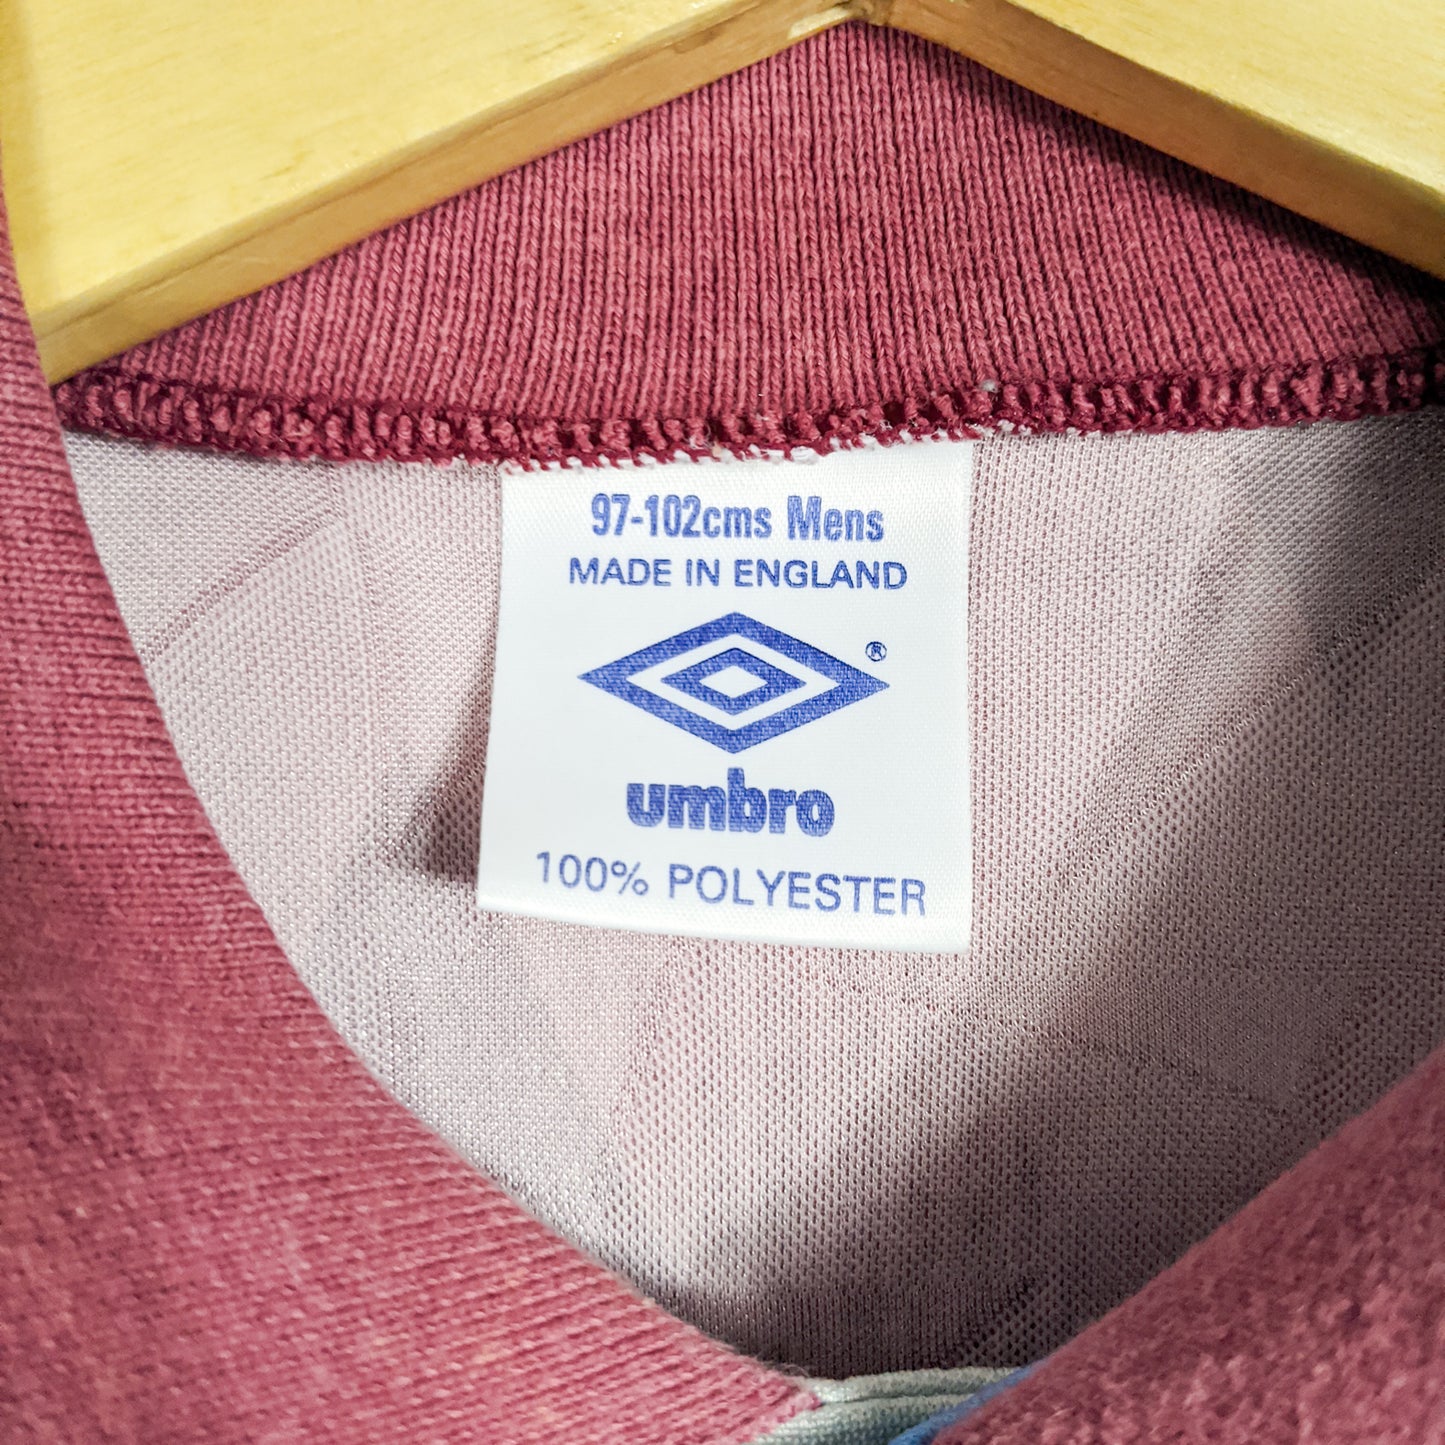 97-102cms Mens
MADE IN ENGLAND
®
umbro
100% POLYESTER